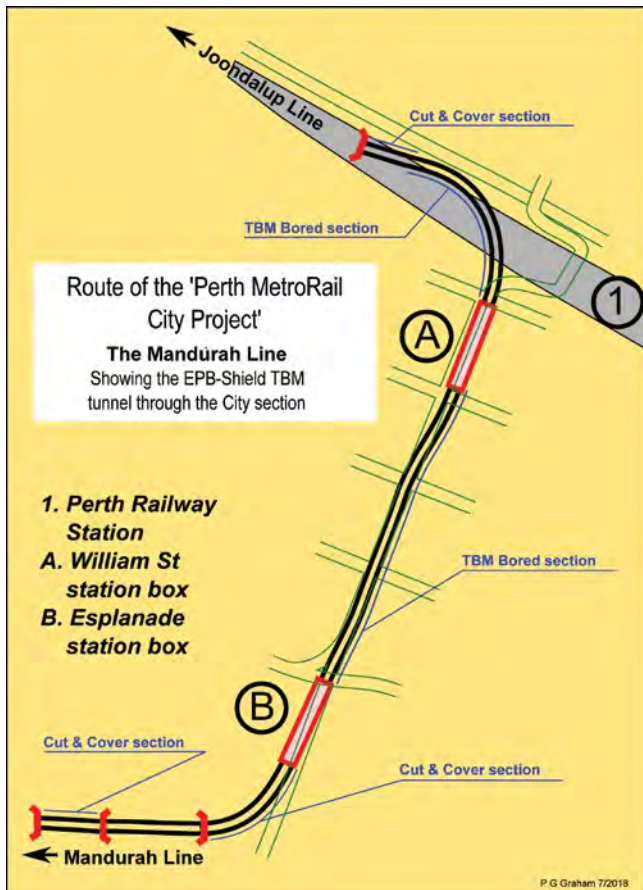 Joondalup Line
Cut & Cover section
TBM Bored section
1
A
Route of the 'Perth MetroRail
City Project'
The Mandurah Line
Showing the EPB-Shield TBM
tunnel through the City section
1. Perth Railway
Station
A. William St
station box
B. Esplanade
station box
TBM Bored section
B
Cut & Cover section
Cut & Cover section
Mandurah Line
P G Graham 7/2018